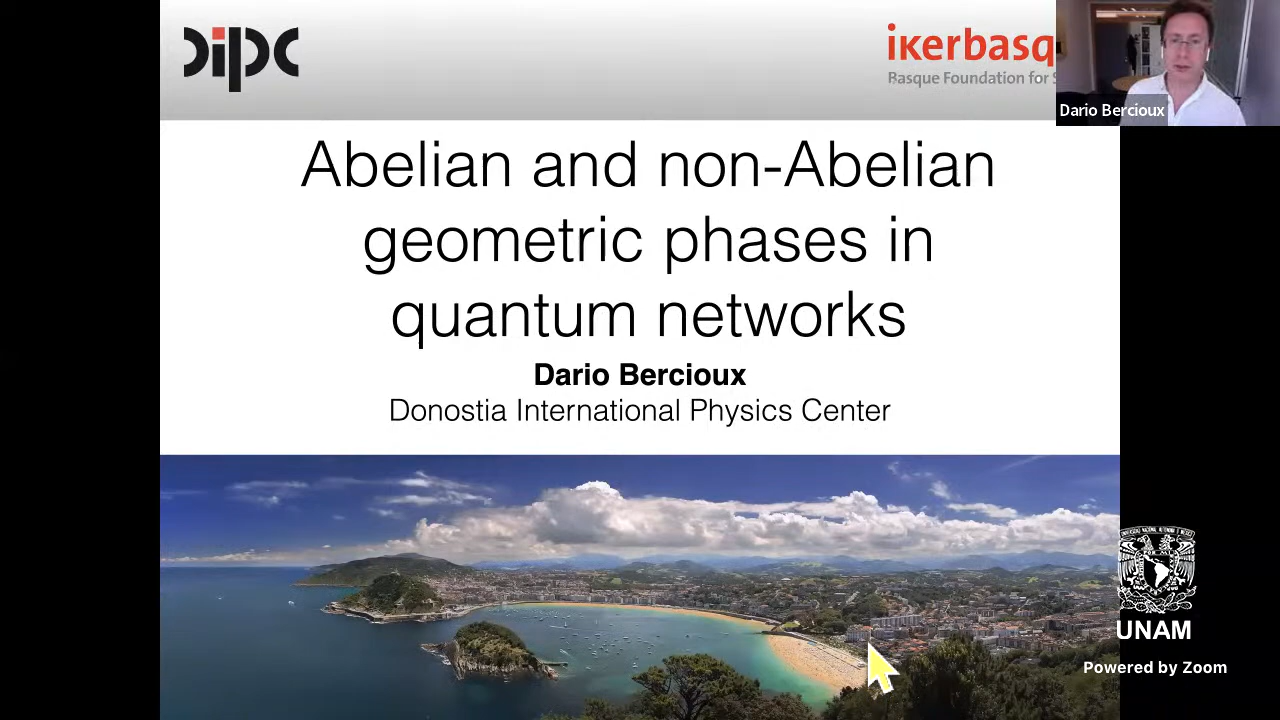 dipc
ikerbasq
Basque Foundation for S
Dario Bercioux
Abelian and non-Abelian
geometric phases in
quantum networks
Dario Bercioux
Donostia International Physics Center
UNAM
Powered by Zoom